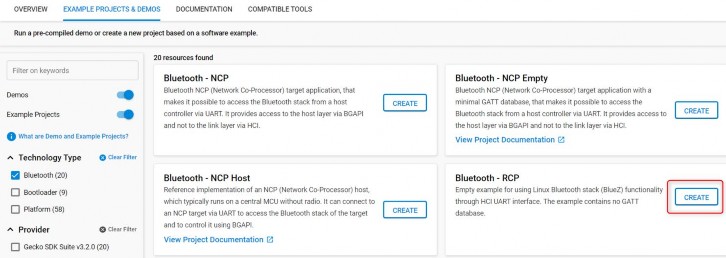 OVERVIEW EXAMPLE PROJECTS & DEMOS DOCUMENTATION COMPATIBLE TOOLS
Run a pre-compiled demo or create a new project based on a software example.
Filter on keywords
Demos
Example Projects
What are Demo and Example Projects?
Technology Type Clear Filter
Bluetooth (20)
Bootloader (9)
Platform (58)
Provider Clear Filter
Gecko SDK Suite v3.2.0 (20)
20 resources found
Bluetooth - NCP
Bluetooth NCP (Network Co-Processor) target application, that
makes it possible to access the Bluetooth stack from a host
controller via UART. It provides access to the host layer via BGAPI
and not to the link layer via HCI.
CREATE
Bluetooth - NCP Empty
Bluetooth NCP (Network Co-Processor) target application with a
minimal GATT database, that makes it possible to access the
Bluetooth stack from a host controller via UART. It provides access to
the host layer via BGAPI and not to the link layer via HCI.
View Project Documentation
CREATE
Bluetooth - NCP Host
Reference implementation of an NCP (Network Co-Processor) host,
which typically runs on a central MCU without radio. It can connect to
an NCP target via UART to access the Bluetooth stack of the target
and to control it using BGAPI.
View Project Documentation
CREATE
Bluetooth - RCP
Empty example for using Linux Bluetooth stack (BlueZ) functionality
through HCI UART interface. The example contains no GATT
database.
CREATE